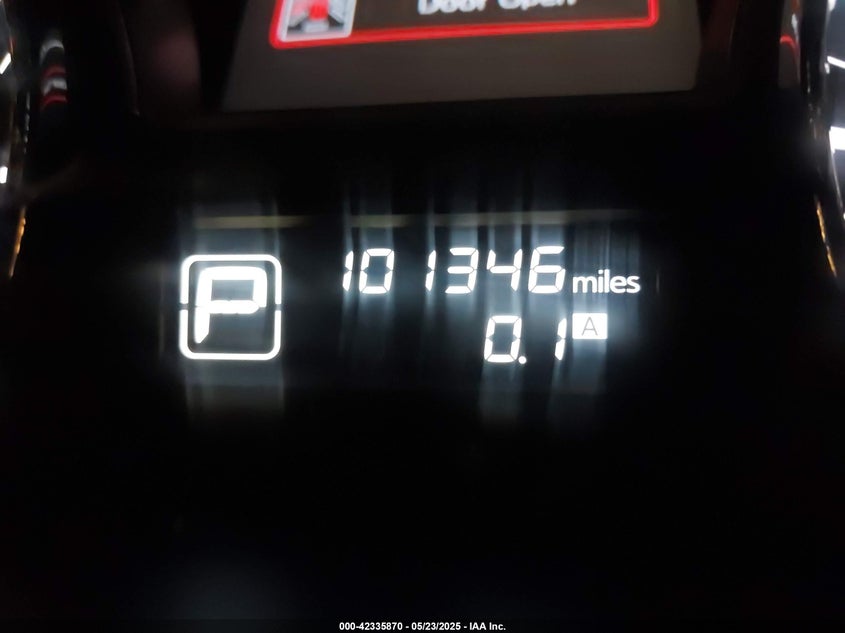 Door Open
P
101346 miles
0.1 A
000-42335870 - 05/23/2025 - IAA Inc.